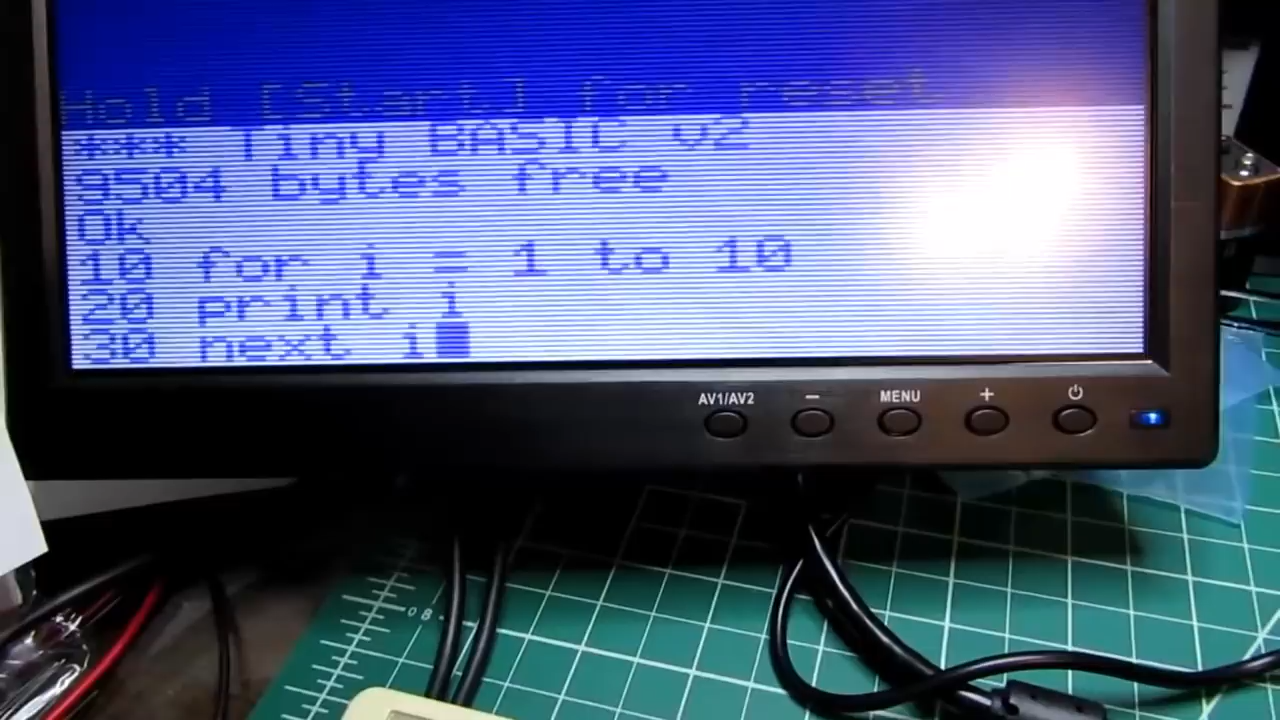 Hold [Start] for reset
*** Tiny BASIC v2
9504 bytes free
Ok
10 for i = 1 to 10
20 print i
30 next i
AV1/AV2 − MENU +
08